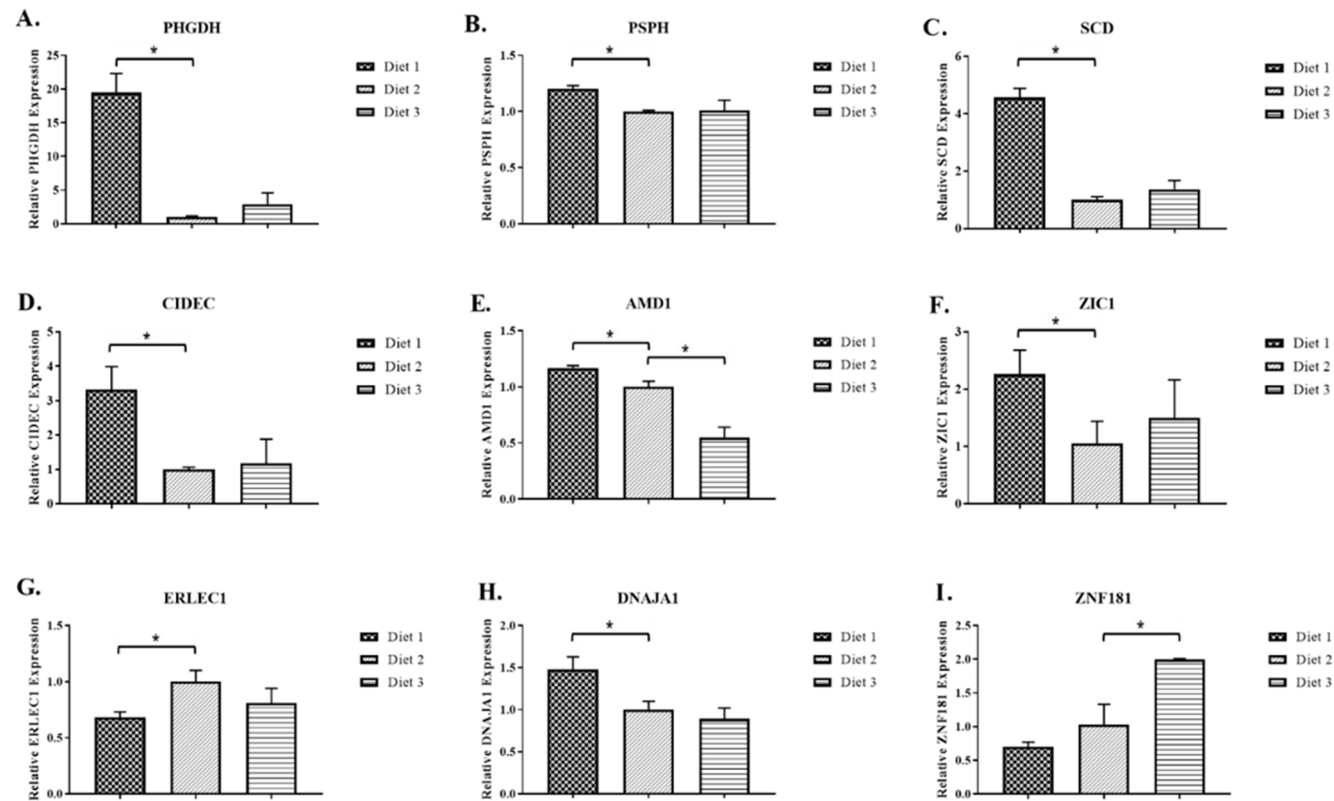 A.
PHGDH
*
Relative PHGDH Expression
25
20
15
10
5
0
Diet 1
Diet 2
Diet 3
B.
PSPH
*
Relative PSPH Expression
1.5
1.0
0.5
0.0
Diet 1
Diet 2
Diet 3
C.
SCD
*
Relative SCD Expression
6
4
2
0
Diet 1
Diet 2
Diet 3
D.
CIDEC
*
Relative CIDEC Expression
5
4
3
2
1
0
Diet 1
Diet 2
Diet 3
E.
AMD1
*
*
Relative AMD1 Expression
1.5
1.0
0.5
0.0
Diet 1
Diet 2
Diet 3
F.
ZIC1
*
Relative ZIC1 Expression
3
2
1
0
Diet 1
Diet 2
Diet 3
G.
ERLEC1
*
Relative ERLEC1 Expression
1.5
1.0
0.5
0.0
Diet 1
Diet 2
Diet 3
H.
DNAJA1
*
Relative DNAJA1 Expression
2.0
1.5
1.0
0.5
0.0
Diet 1
Diet 2
Diet 3
I.
ZNF181
*
Relative ZNF181 Expression
2.5
2.0
1.5
1.0
0.5
0.0
Diet 1
Diet 2
Diet 3